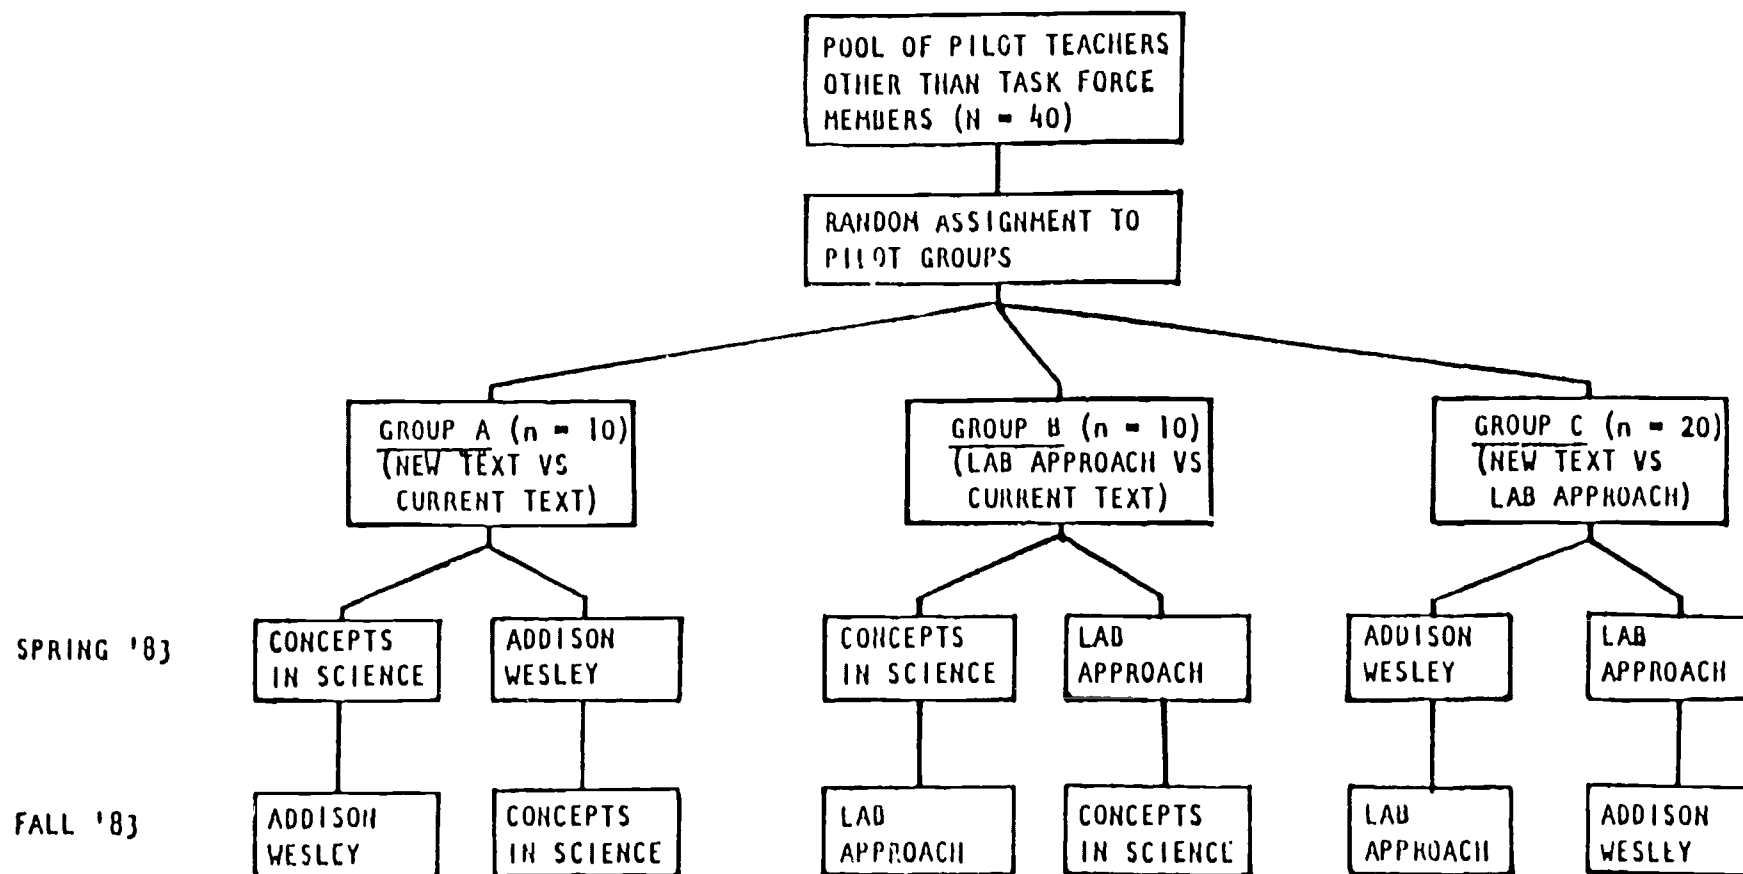 POOL OF PILOT TEACHERS
OTHER THAN TASK FORCE
MEMBERS (N = 40)
RANDOM ASSIGNMENT TO
PILOT GROUPS
GROUP A (n = 10)
(NEW TEXT VS
CURRENT TEXT)
GROUP B (n = 10)
(LAB APPROACH VS
CURRENT TEXT)
GROUP C (n = 20)
(NEW TEXT VS
LAB APPROACH)
SPRING '83
CONCEPTS
IN SCIENCE
ADDISON
WESLEY
CONCEPTS
IN SCIENCE
LAB
APPROACH
ADDISON
WESLEY
LAB
APPROACH
FALL '83
ADDISON
WESLEY
CONCEPTS
IN SCIENCE
LAB
APPROACH
CONCEPTS
IN SCIENCE
LAB
APPROACH
ADDISON
WESLEY